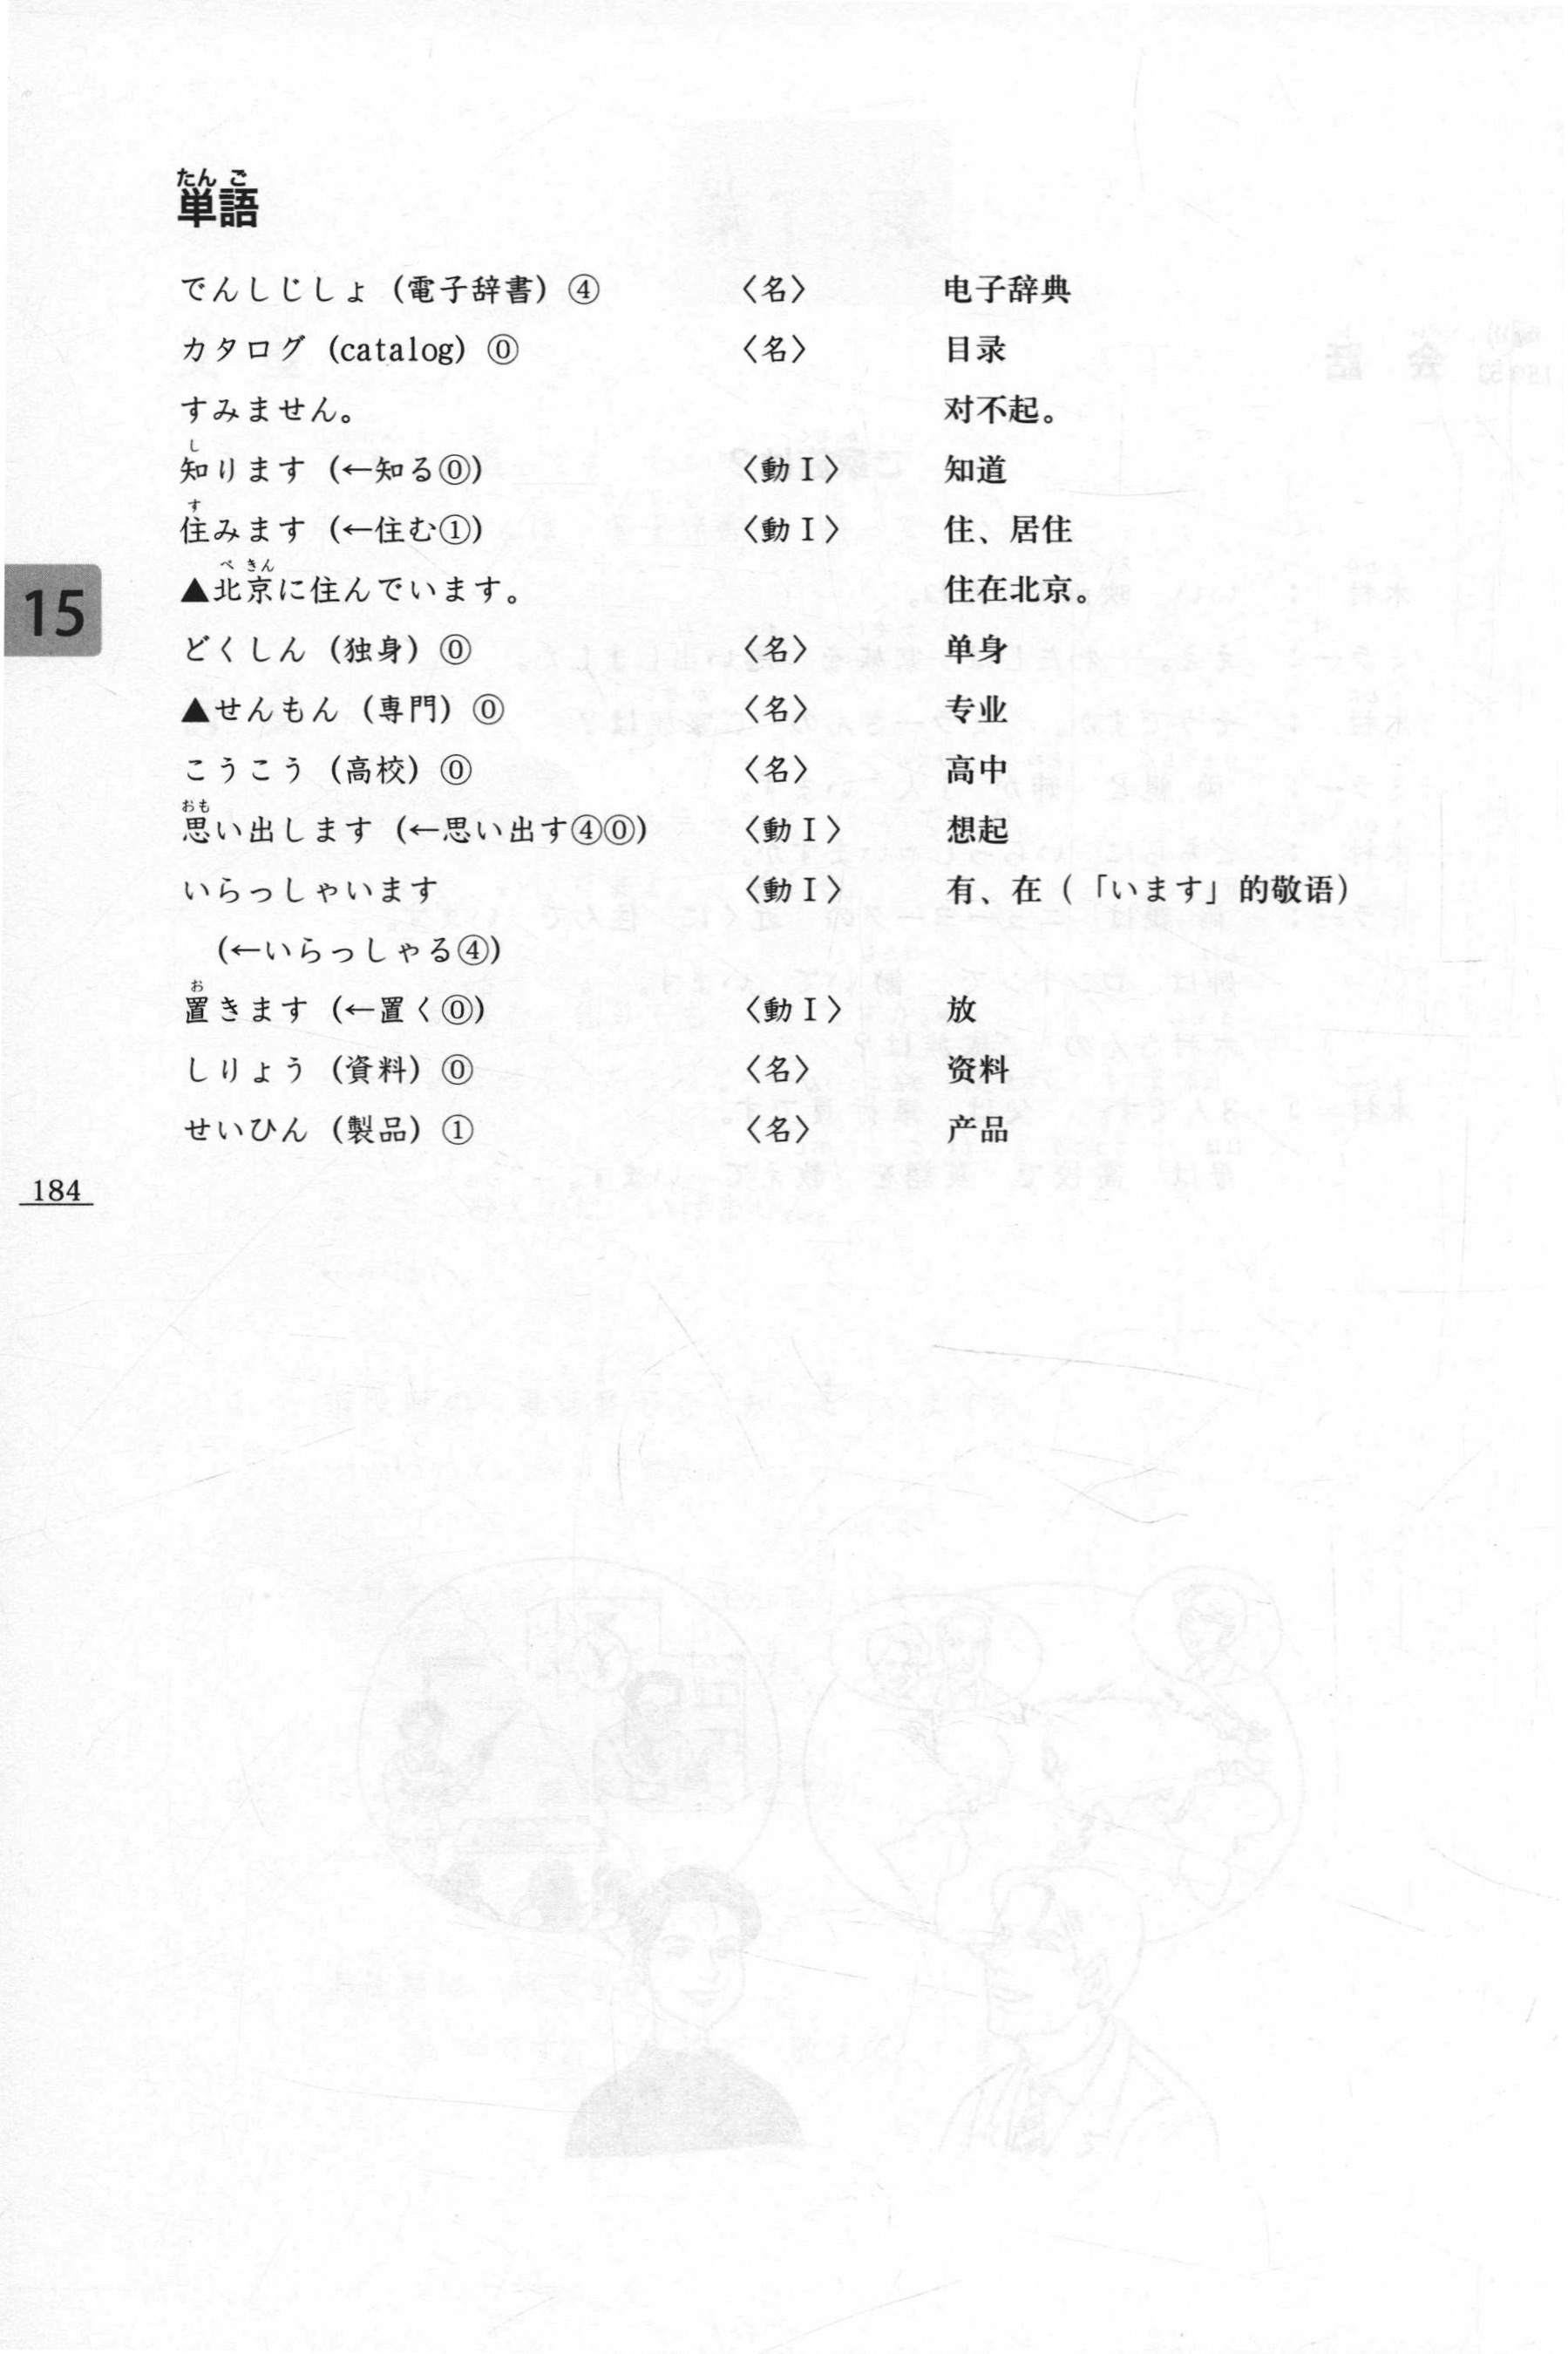 たんご
単語
でんしじしょ（電子辞書）④ 〈名〉 电子辞典
カタログ（catalog）⓪ 〈名〉 目录
すみません。 对不起。
し
知ります（←知る⓪） 〈動Ⅰ〉 知道
す
住みます（←住む①） 〈動Ⅰ〉 住、居住
ペきん
▲北京に住んでいます。 住在北京。
どくしん（独身）⓪ 〈名〉 单身
▲せんもん（専門）⓪ 〈名〉 专业
こうこう（高校）⓪ 〈名〉 高中
おも
思い出します（←思い出す④⓪） 〈動Ⅰ〉 想起
いらっしゃいます 〈動Ⅰ〉 有、在（「います」的敬语）
（←いらっしゃる④）
お
置きます（←置く⓪） 〈動Ⅰ〉 放
しりょう（資料）⓪ 〈名〉 资料
せいひん（製品）① 〈名〉 产品
15
184